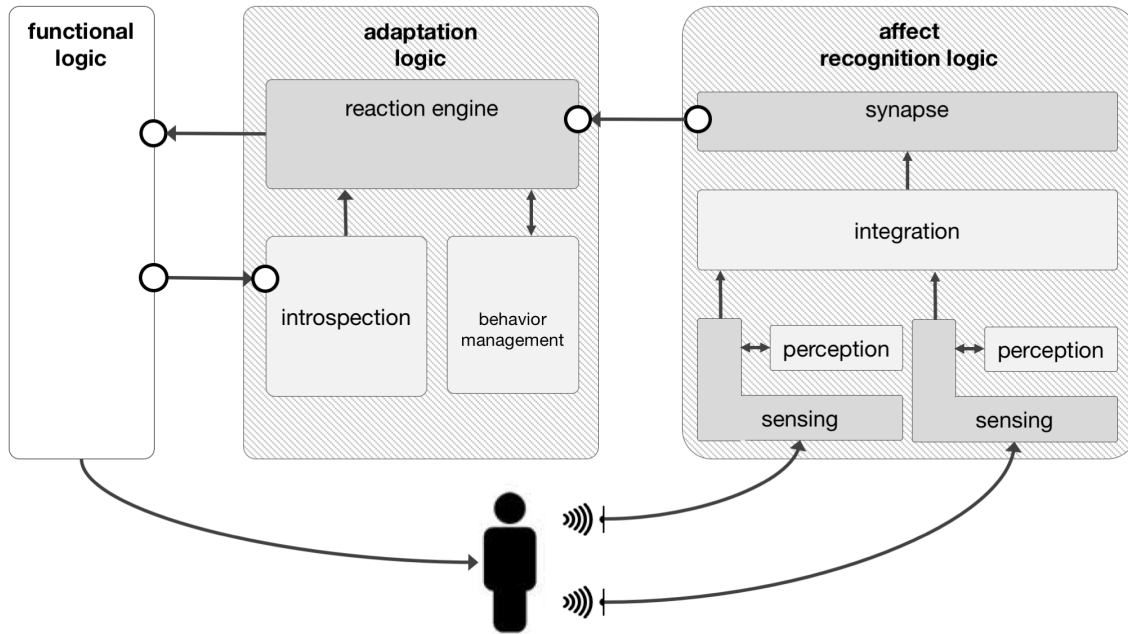 functional
logic
adaptation
logic
reaction engine
introspection
behavior
management
affect
recognition logic
synapse
integration
perception
perception
sensing
sensing